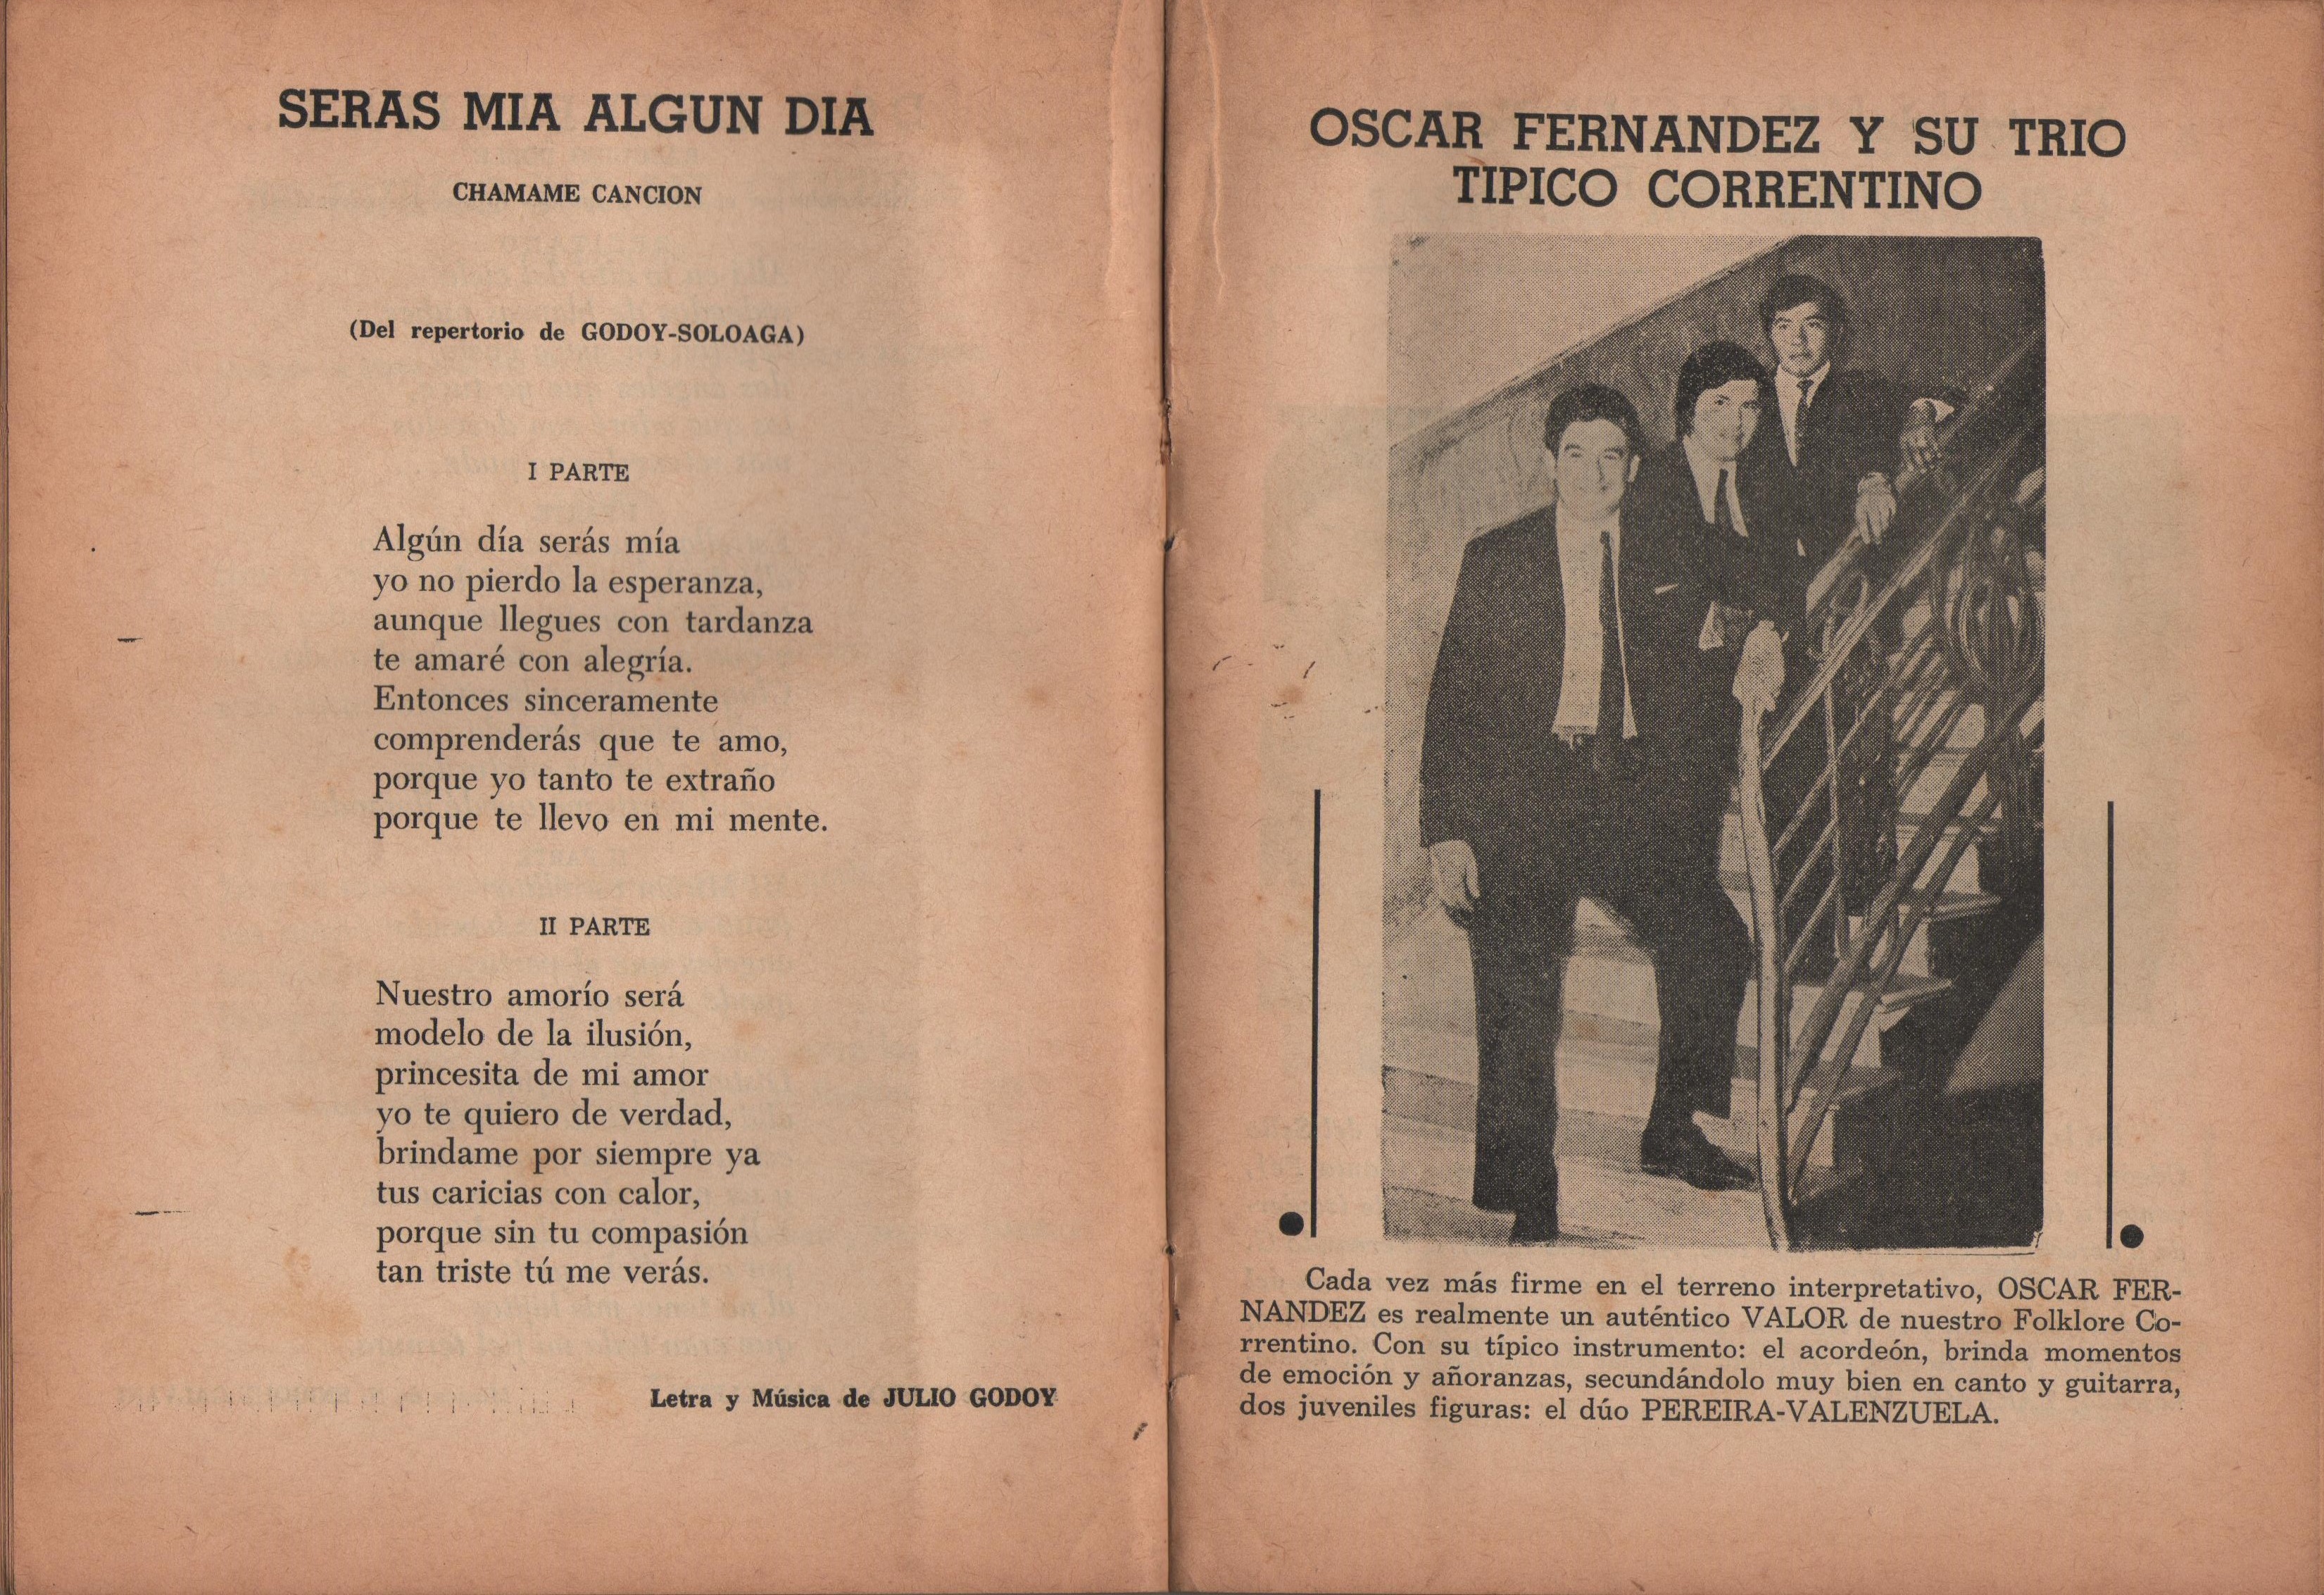 SERAS MIA ALGUN DIA
CHAMAME CANCION
(Del repertorio de GODOY-SOLOAGA)
I PARTE
Algún día serás mía
yo no pierdo la esperanza,
aunque llegues con tardanza
te amaré con alegría.
Entonces sinceramente
comprenderás que te amo,
porque yo tanto te extraño
porque te llevo en mi mente.
II PARTE
Nuestro amorío será
modelo de la ilusión,
princesita de mi amor
yo te quiero de verdad,
brindame por siempre ya
tus caricias con calor,
porque sin tu compasión
tan triste tú me verás.
Letra y Música de JULIO GODOY
OSCAR FERNANDEZ Y SU TRIO
TIPICO CORRENTINO
Cada vez más firme en el terreno interpretativo, OSCAR FER-
NANDEZ es realmente un auténtico VALOR de nuestro Folklore Co-
rrentino. Con su típico instrumento: el acordeón, brinda momentos
de emoción y añoranzas, secundándolo muy bien en canto y guitarra,
dos juveniles figuras: el dúo PEREIRA-VALENZUELA.